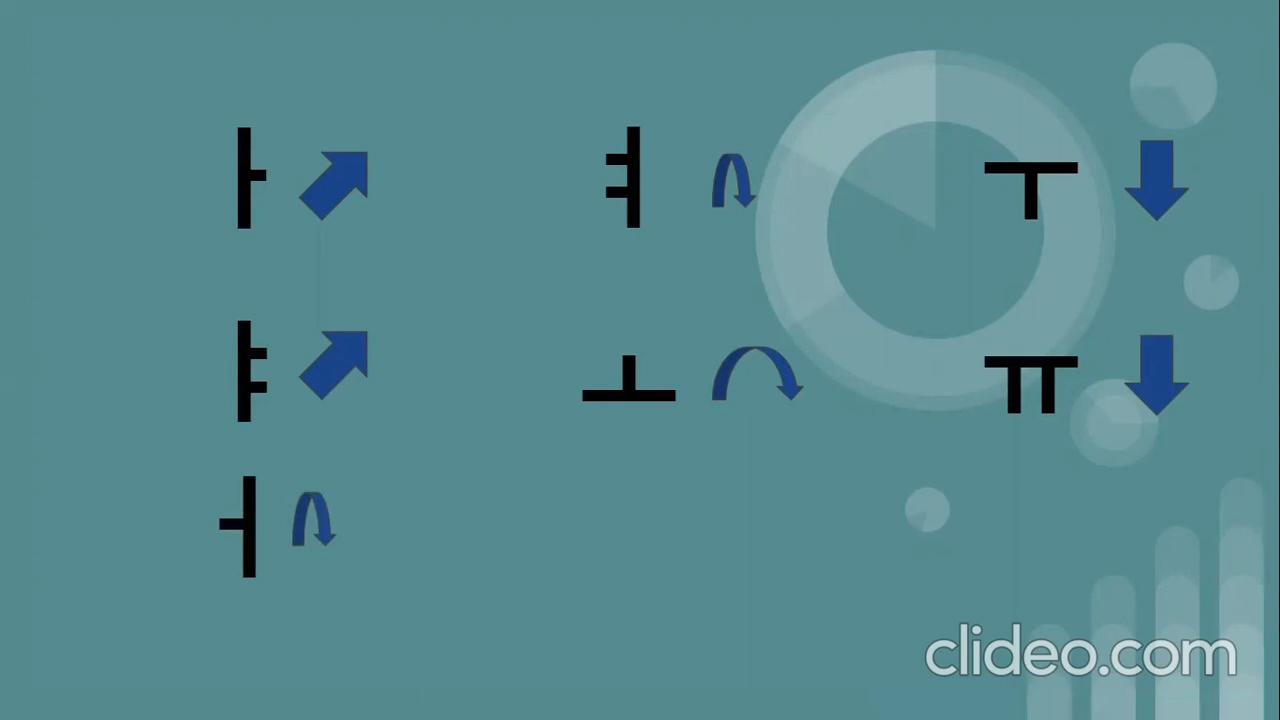 ㅏ ㅕ ㅜ
ㅑ ㅗ ㅠ
ㅓ
clideo.com